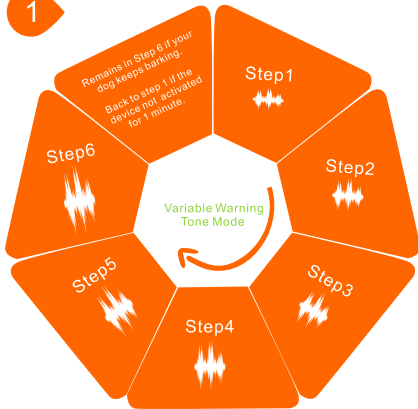 1
Remains in Step 6 if your
dog keeps barking.
Back to step 1 if the
device not activated
for 1 minute.
Step1
Step2
Step3
Step4
Step5
Step6
Variable Warning
Tone Mode